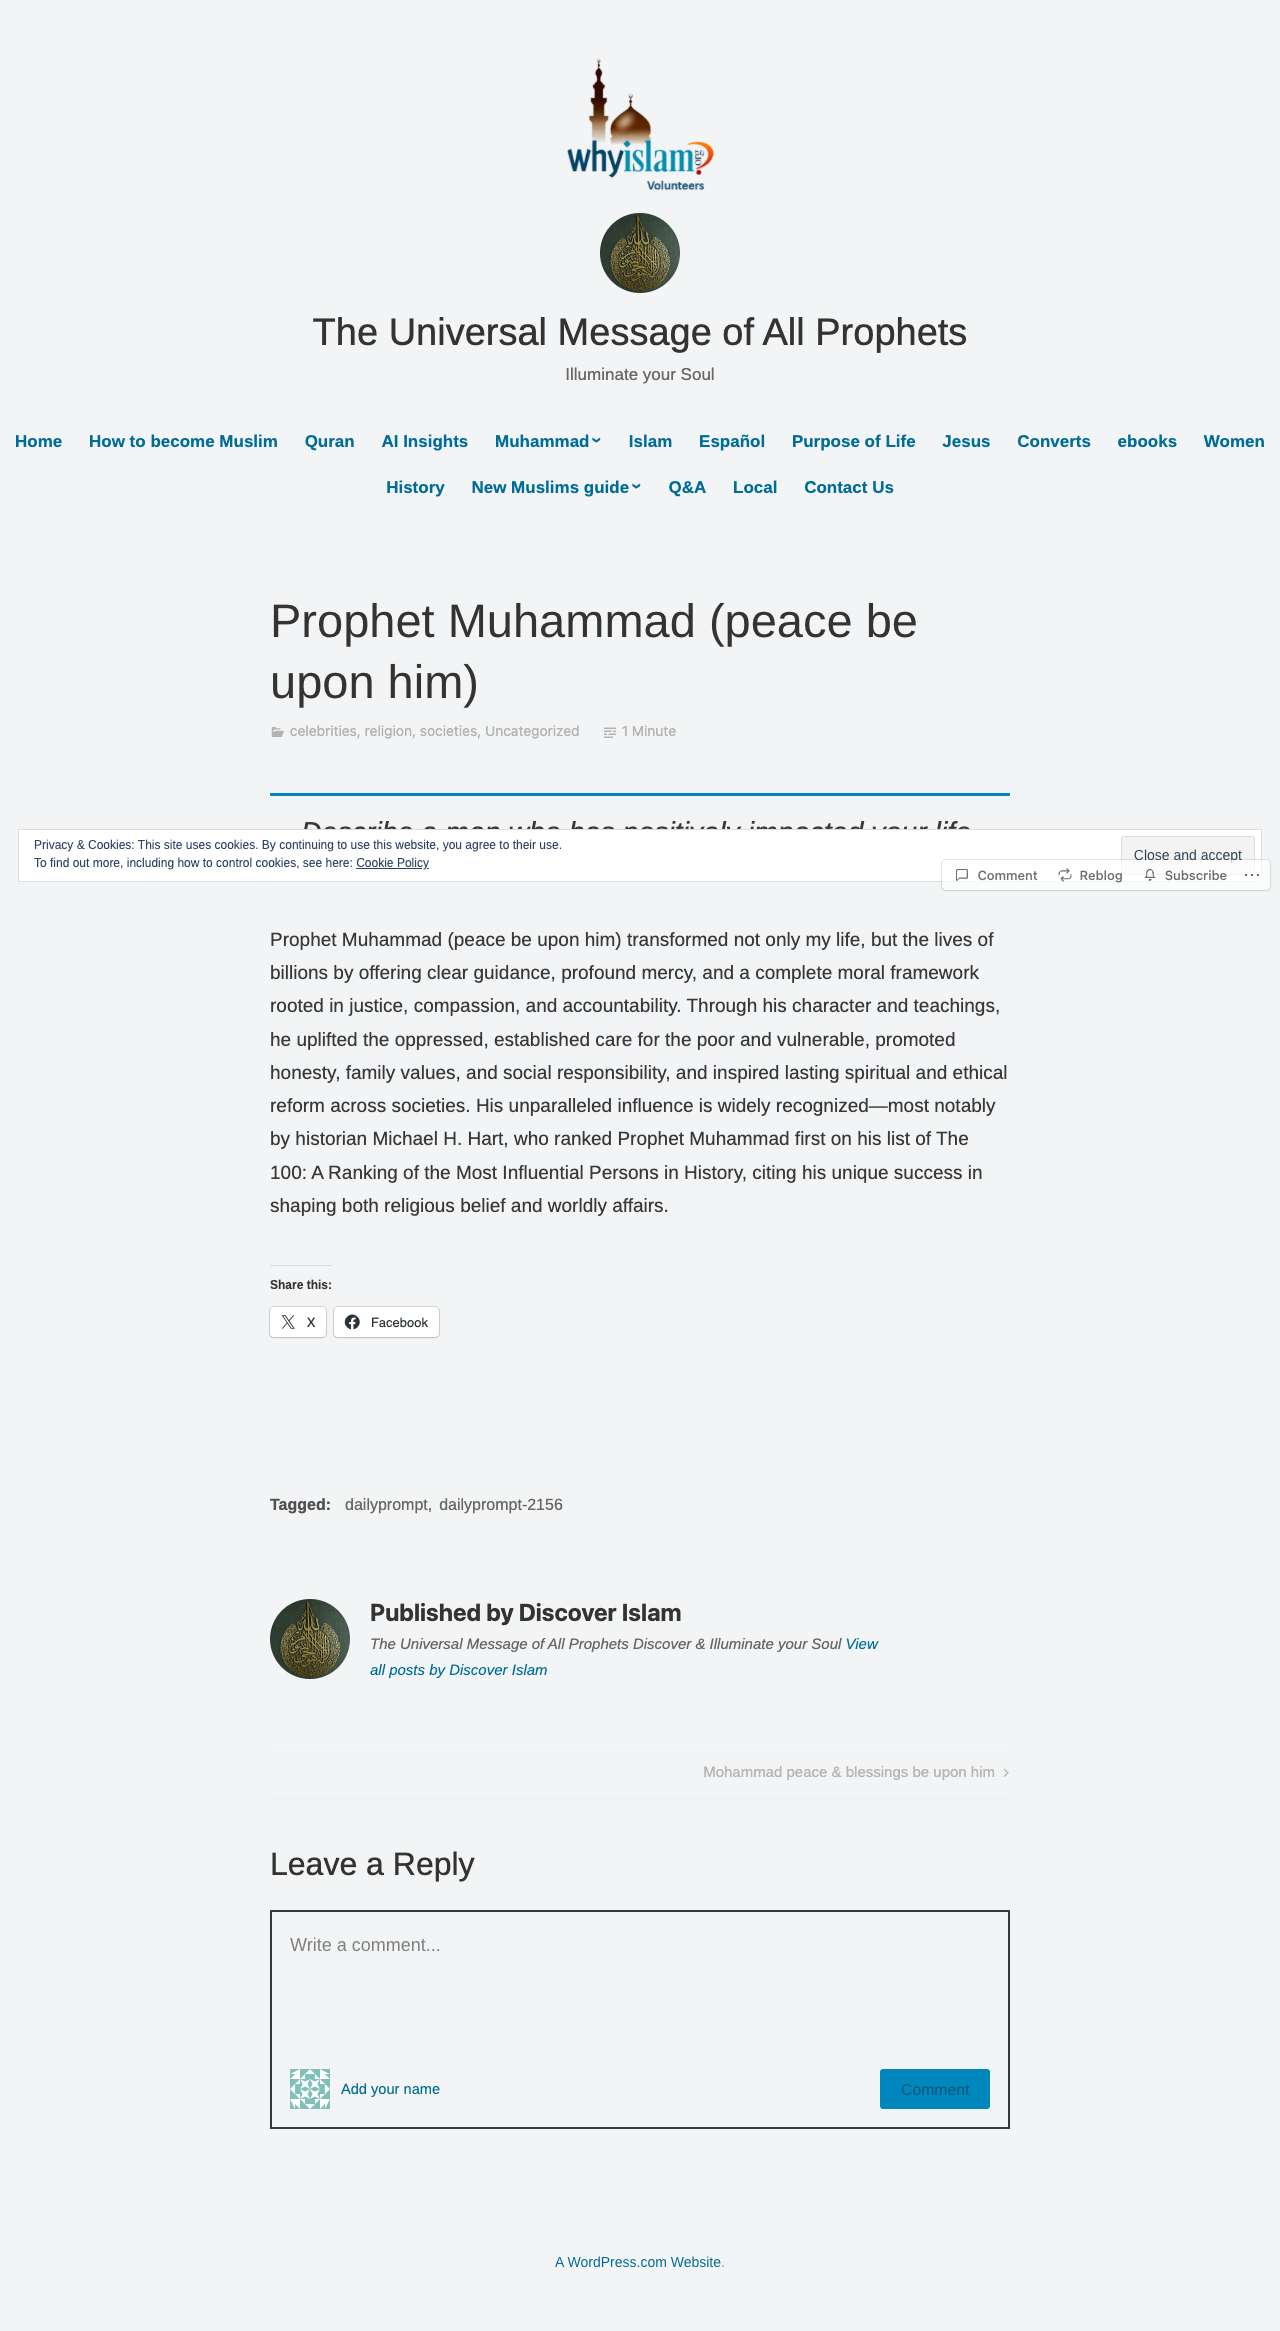 whyislam?
.org
Volunteers
The Universal Message of All Prophets
Illuminate your Soul
Home How to become Muslim Quran AI Insights Muhammad Islam Español Purpose of Life Jesus Converts ebooks Women
History New Muslims guide Q&A Local Contact Us
Prophet Muhammad (peace be
upon him)
celebrities, religion, societies, Uncategorized 1 Minute
Describe a man who has positively impacted your life
Privacy & Cookies: This site uses cookies. By continuing to use this website, you agree to their use.
To find out more, including how to control cookies, see here: Cookie Policy
Close and accept
Comment Reblog Subscribe ...
Prophet Muhammad (peace be upon him) transformed not only my life, but the lives of
billions by offering clear guidance, profound mercy, and a complete moral framework
rooted in justice, compassion, and accountability. Through his character and teachings,
he uplifted the oppressed, established care for the poor and vulnerable, promoted
honesty, family values, and social responsibility, and inspired lasting spiritual and ethical
reform across societies. His unparalleled influence is widely recognized—most notably
by historian Michael H. Hart, who ranked Prophet Muhammad first on his list of The
100: A Ranking of the Most Influential Persons in History, citing his unique success in
shaping both religious belief and worldly affairs.
Share this:
X Facebook
Tagged: dailyprompt, dailyprompt-2156
Published by Discover Islam
The Universal Message of All Prophets Discover & Illuminate your Soul View
all posts by Discover Islam
Mohammad peace & blessings be upon him
Leave a Reply
Write a comment...
Add your name
Comment
A WordPress.com Website.